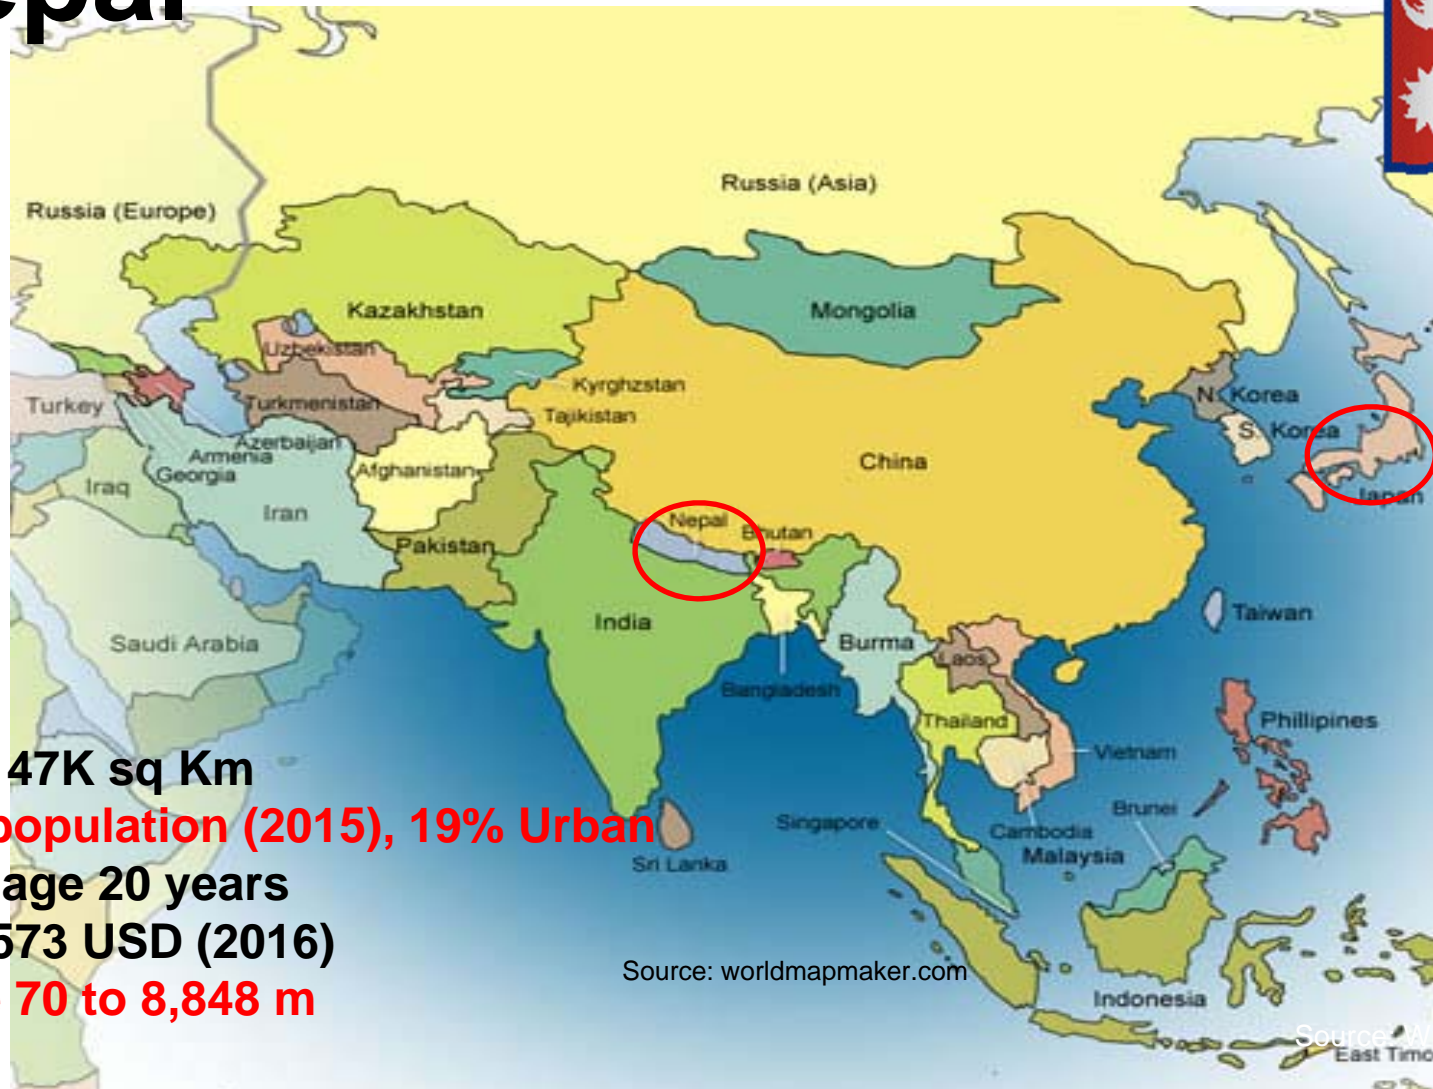 epal
Russia (Asia)
Russia (Europe)
Kazakhstan
Mongolia
Uzbekistan
Kyrghzstan
Turkmenistan
Tajikistan
Turkey
N. Korea
S. Korea
Azerbaijan
Armenia
Georgia
Afghanistan
China
Iraq
Iran
Japan
Nepal
Bhutan
Pakistan
India
Taiwan
Saudi Arabia
Burma
Laos
Bangladesh
Thailand
Phillipines
Vietnam
47K sq Km
population (2015), 19% Urban
Brunei
Singapore
Cambodia
Malaysia
Sri Lanka
age 20 years
573 USD (2016)
Source: worldmapmaker.com
70 to 8,848 m
Indonesia
Source: W
East Timo